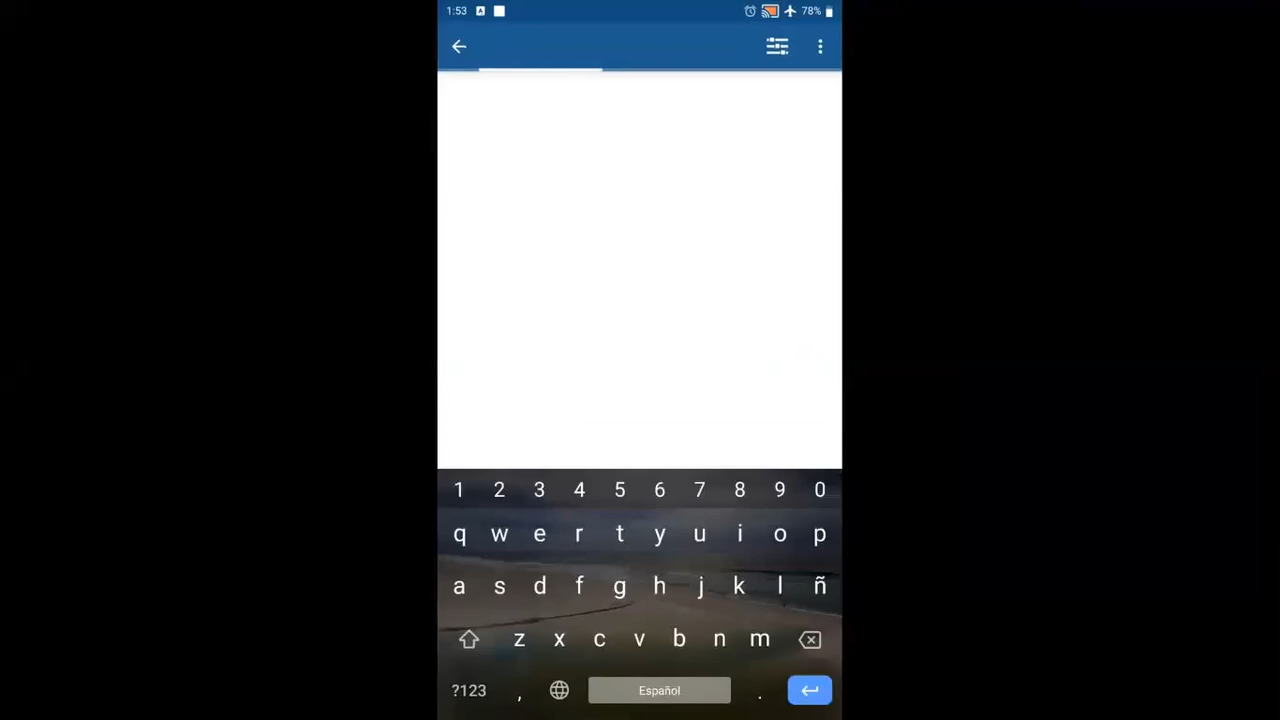 1:53 A 78%
1 2 3 4 5 6 7 8 9 0
q w e r t y u i o p
a s d f g h j k l ñ
z x c v b n m
?123 , Español .